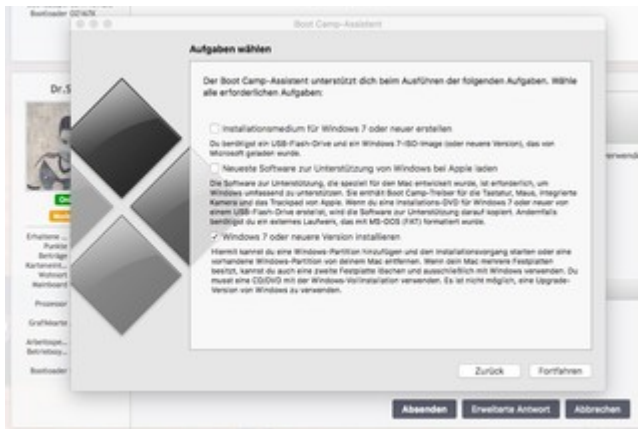 Bootloader
Boot Camp-Assistent
Aufgaben wählen
Dr.S
Der Boot Camp-Assistent unterstützt dich beim Ausführen der folgenden Aufgaben. Wähle
alle erforderlichen Aufgaben:
Installationsmedium für Windows 7 oder neuer erstellen
Du benötigst ein USB-Flash-Drive und ein Windows 7-ISO-Image (oder neuere Version), das von
Microsoft geladen wurde.
Neueste Software zur Unterstützung von Windows bei Apple laden
Die Software zur Unterstützung, die speziell für den Mac entwickelt wurde, ist erforderlich, um
Windows umfassend zu unterstützen. Sie enthält Boot Camp-Treiber für die Tastatur, Maus, integrierte
Kamera und das Trackpad von Apple. Wenn du eine Installations-DVD für Windows 7 oder neuer von
einem USB-Flash-Drive erstellst, wird die Software zur Unterstützung darauf kopiert. Andernfalls
benötigst du ein externes Laufwerk, das mit MS-DOS (FAT) formatiert wurde.
Windows 7 oder neuere Version installieren
Hiermit kannst du eine Windows-Partition hinzufügen und den Installationsvorgang starten oder eine
vorhandene Windows-Partition von deinem Mac entfernen. Wenn dein Mac mehrere Festplatten
besitzt, kannst du auch eine zweite Festplatte löschen und ausschließlich mit Windows verwenden. Du
musst eine CD/DVD mit der Windows-Vollinstallation verwenden. Es ist nicht möglich, eine Upgrade-
Version von Windows zu verwenden.
Erhaltene ...
Punkte
Beiträge
Wohnort
Mainboard
Prozessor
Grafikkarte
Arbeitsspe...
Betriebssy...
Bootloader
Zurück
Fortfahren
Absenden
Erweiterte Antwort
Abbrechen